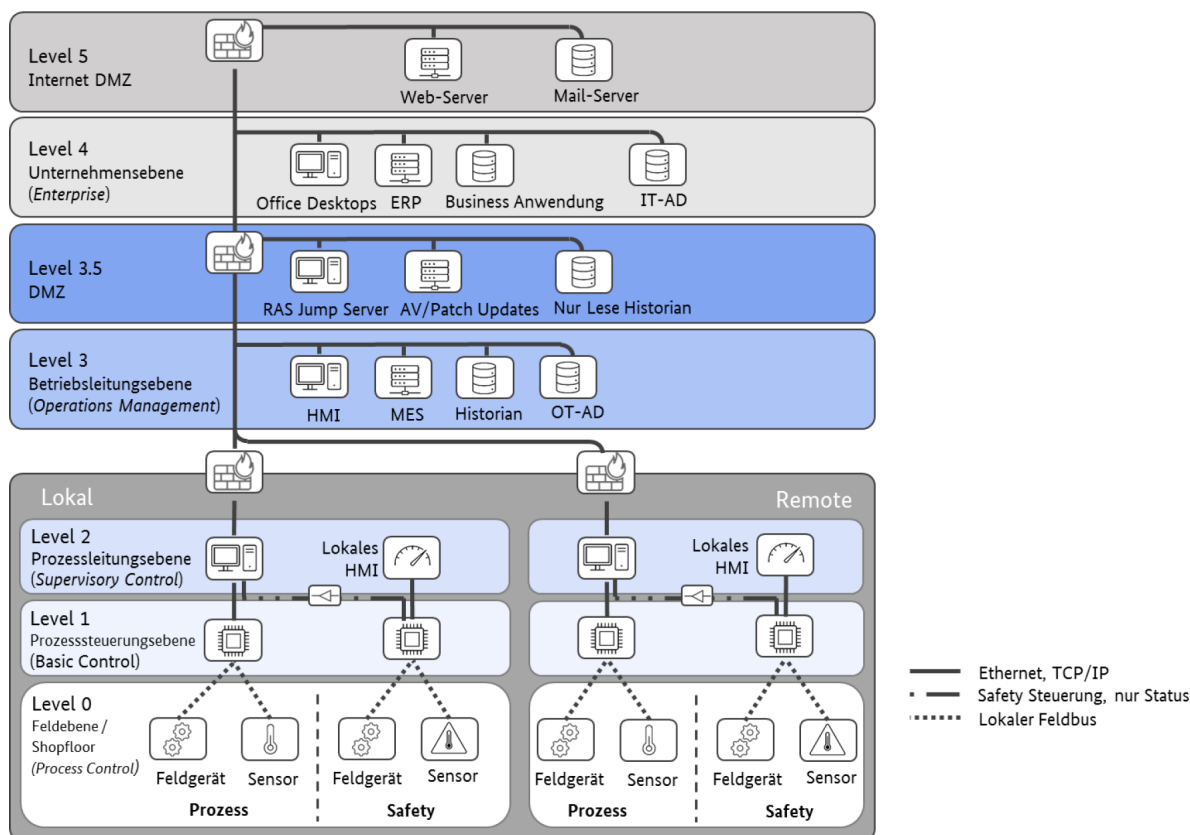 Level 5
Internet DMZ
Web-Server
Mail-Server
Level 4
Unternehmensebene
(Enterprise)
Office Desktops
ERP
Business Anwendung
IT-AD
Level 3.5
DMZ
RAS Jump Server
AV/Patch Updates
Nur Lese Historian
Level 3
Betriebsleitungsebene
(Operations Management)
HMI
MES
Historian
OT-AD
Lokal
Remote
Level 2
Prozessleitungsebene
(Supervisory Control)
Lokales
HMI
Lokales
HMI
Level 1
Prozesssteuerungsebene
(Basic Control)
Level 0
Feldebene /
Shopfloor
(Process Control)
Feldgerät
Sensor
Feldgerät
Sensor
Feldgerät
Sensor
Feldgerät
Sensor
Prozess
Safety
Prozess
Safety
Ethernet, TCP/IP
Safety Steuerung, nur Status
Lokaler Feldbus